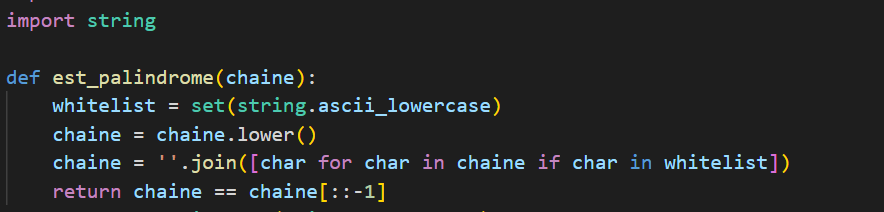 import string
def est_palindrome(chaine):
    whitelist = set(string.ascii_lowercase)
    chaine = chaine.lower()
    chaine = ''.join([char for char in chaine if char in whitelist])
    return chaine == chaine[::-1]